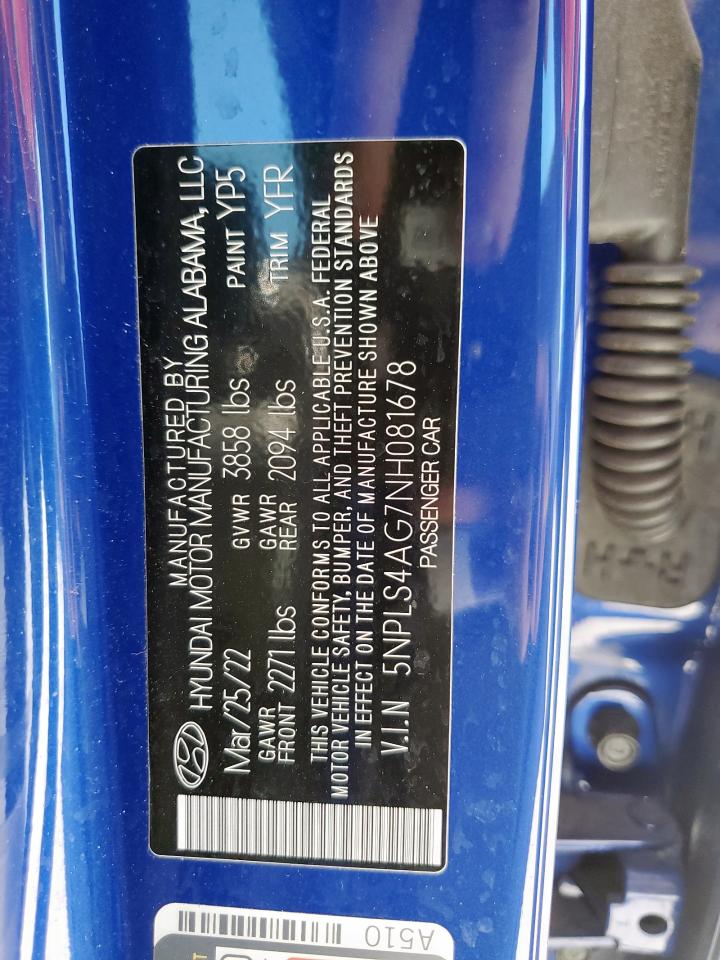 MANUFACTURED BY
HYUNDAI MOTOR MANUFACTURING ALABAMA, LLC
Mar/25/22 GVWR 3858 lbs PAINT YP5
GAWR FRONT 2271 lbs GAWR REAR 2094 lbs TRIM YFR
THIS VEHICLE CONFORMS TO ALL APPLICABLE U.S.A. FEDERAL
MOTOR VEHICLE SAFETY, BUMPER, AND THEFT PREVENTION STANDARDS
IN EFFECT ON THE DATE OF MANUFACTURE SHOWN ABOVE
V.I.N 5NPLS4AG7NH081678
PASSENGER CAR
A510